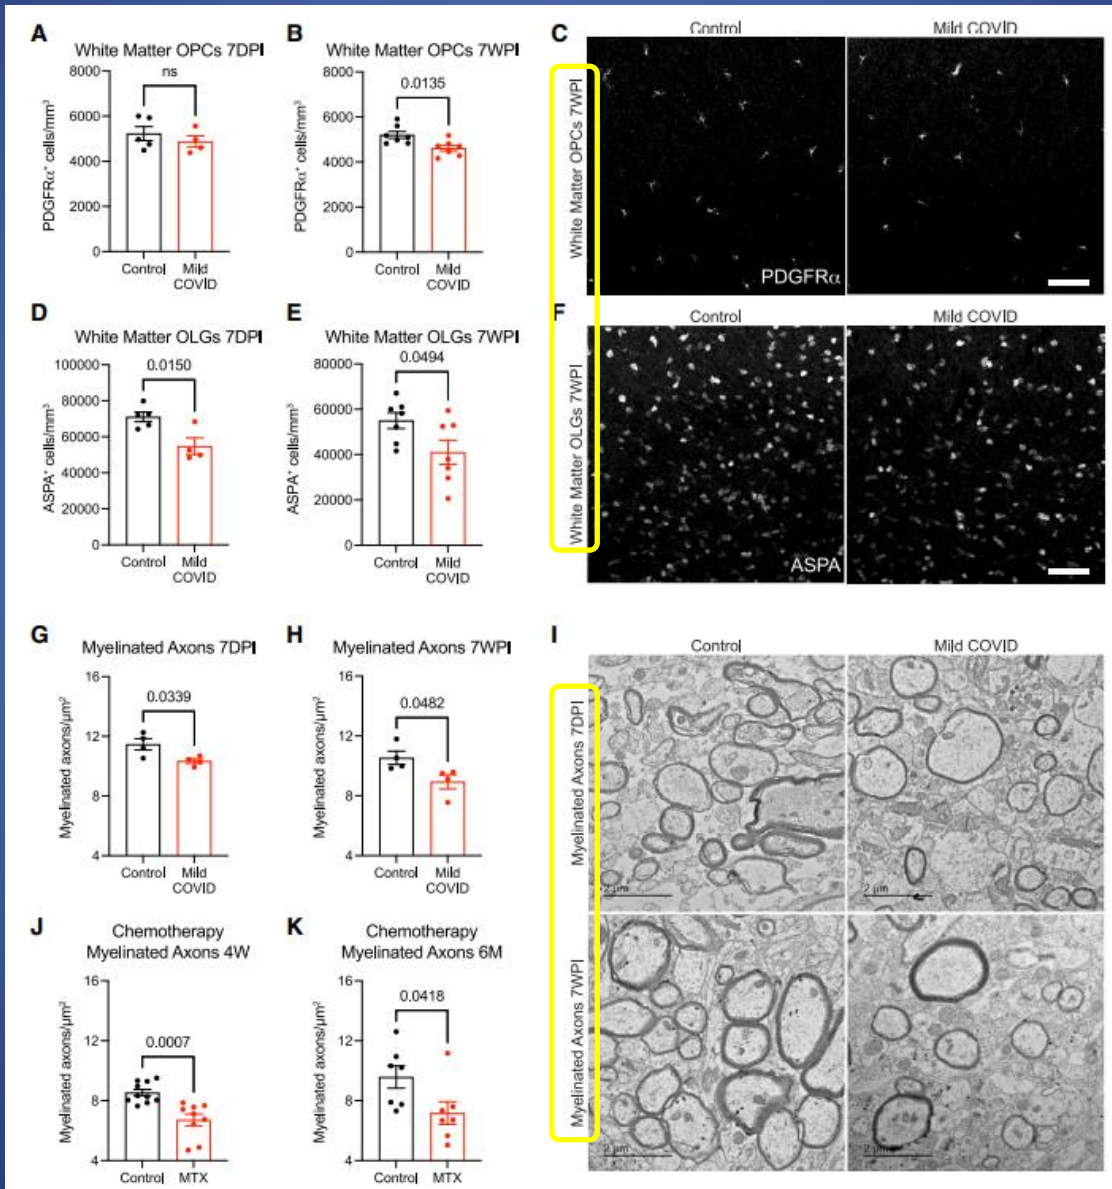 A
White Matter OPCs 7DPI
8000
6000
4000
2000
0
PDGFRα⁺ cells/mm³
ns
Control
Mild
COVID
B
White Matter OPCs 7WPI
8000
6000
4000
2000
0
PDGFRα⁺ cells/mm³
0.0135
Control
Mild
COVID
C
Control
Mild COVID
White Matter OPCs 7WPI
PDGFRα
D
White Matter OLGs 7DPI
100000
80000
60000
40000
20000
0
ASPA⁺ cells/mm³
0.0150
Control
Mild
COVID
E
White Matter OLGs 7WPI
80000
60000
40000
20000
0
ASPA⁺ cells/mm³
0.0494
Control
Mild
COVID
F
Control
Mild COVID
White Matter OLGs 7WPI
ASPA
G
Myelinated Axons 7DPI
16
12
8
4
Myelinated axons/μm²
0.0339
Control
Mild
COVID
H
Myelinated Axons 7WPI
16
12
8
4
Myelinated axons/μm²
0.0482
Control
Mild
COVID
I
Control
Mild COVID
Myelinated Axons 7DPI
2 μm
2 μm
Myelinated Axons 7WPI
2 μm
2 μm
J
Chemotherapy
Myelinated Axons 4W
16
12
8
4
Myelinated axons/μm²
0.0007
Control
MTX
K
Chemotherapy
Myelinated Axons 6M
16
12
8
4
Myelinated axons/μm²
0.0418
Control
MTX